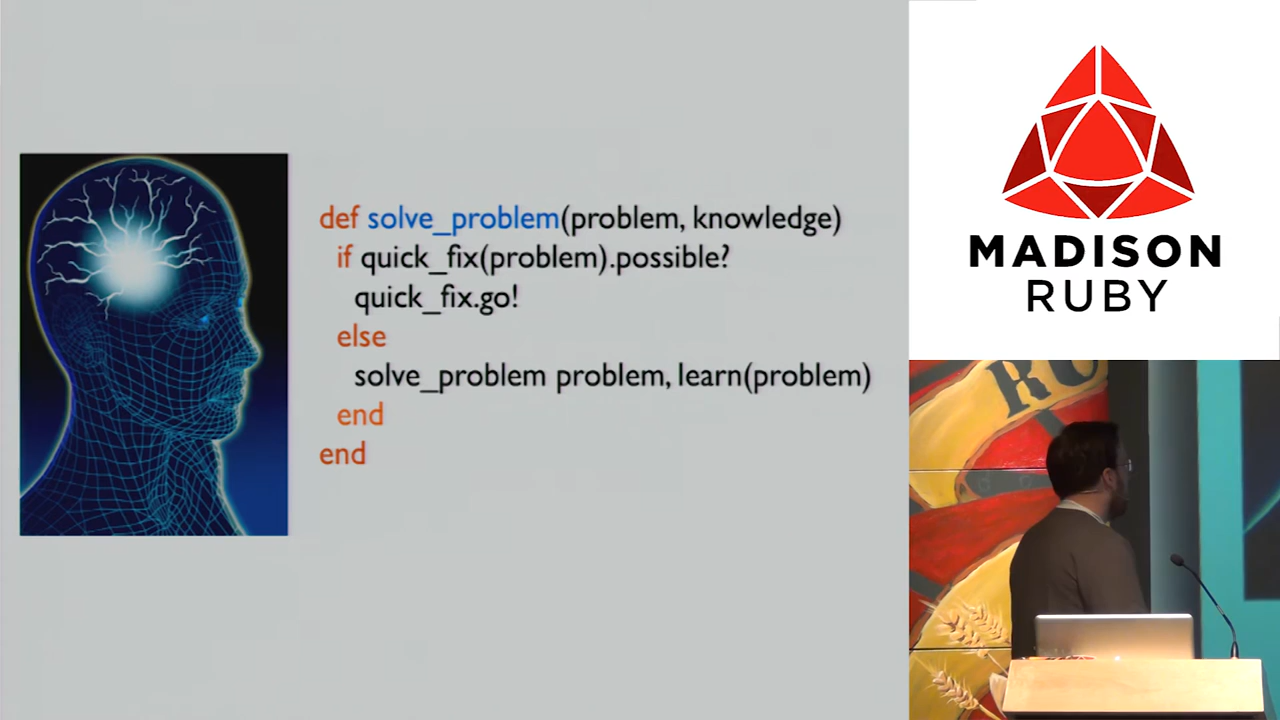 def solve_problem(problem, knowledge)
if quick_fix(problem).possible?
quick_fix.go!
else
solve_problem problem, learn(problem)
end
end
MADISON
RUBY